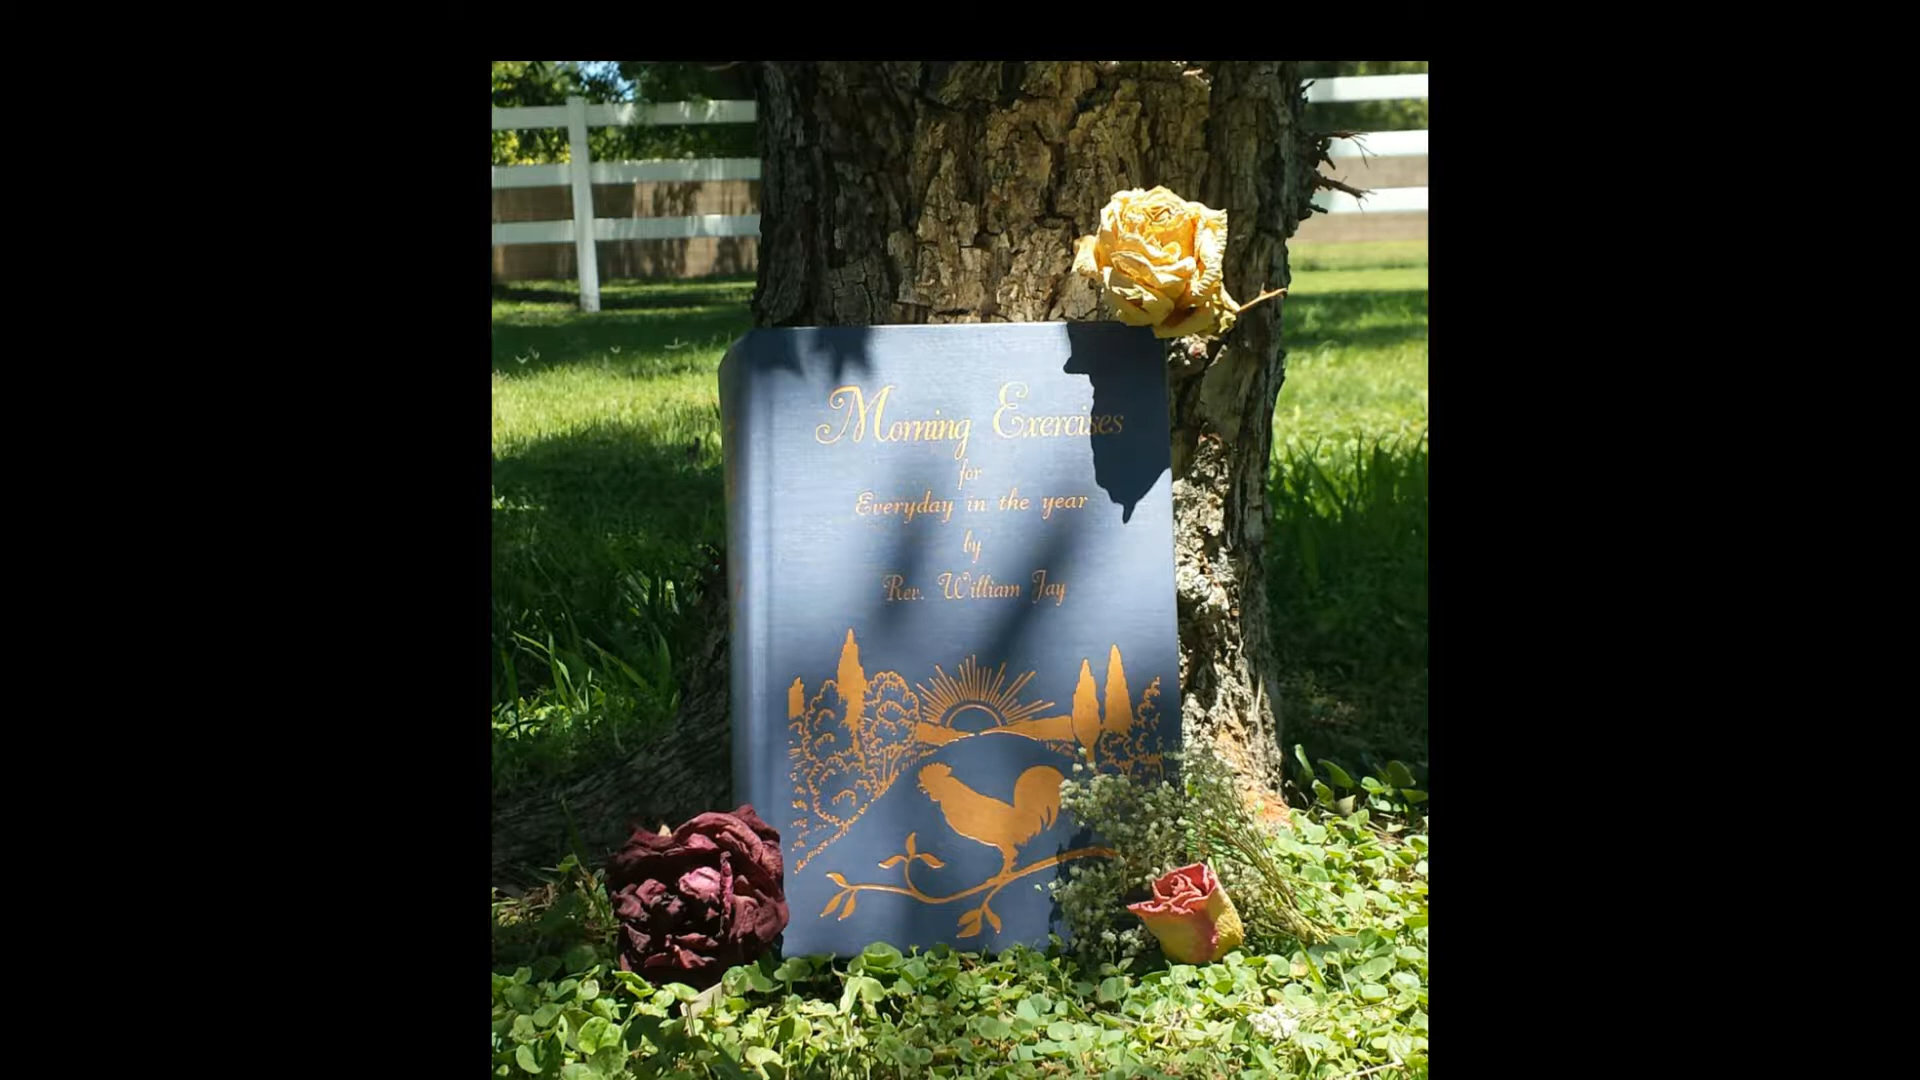 Morning Exercises
for
Everyday in the year
by
Rev. William Jay